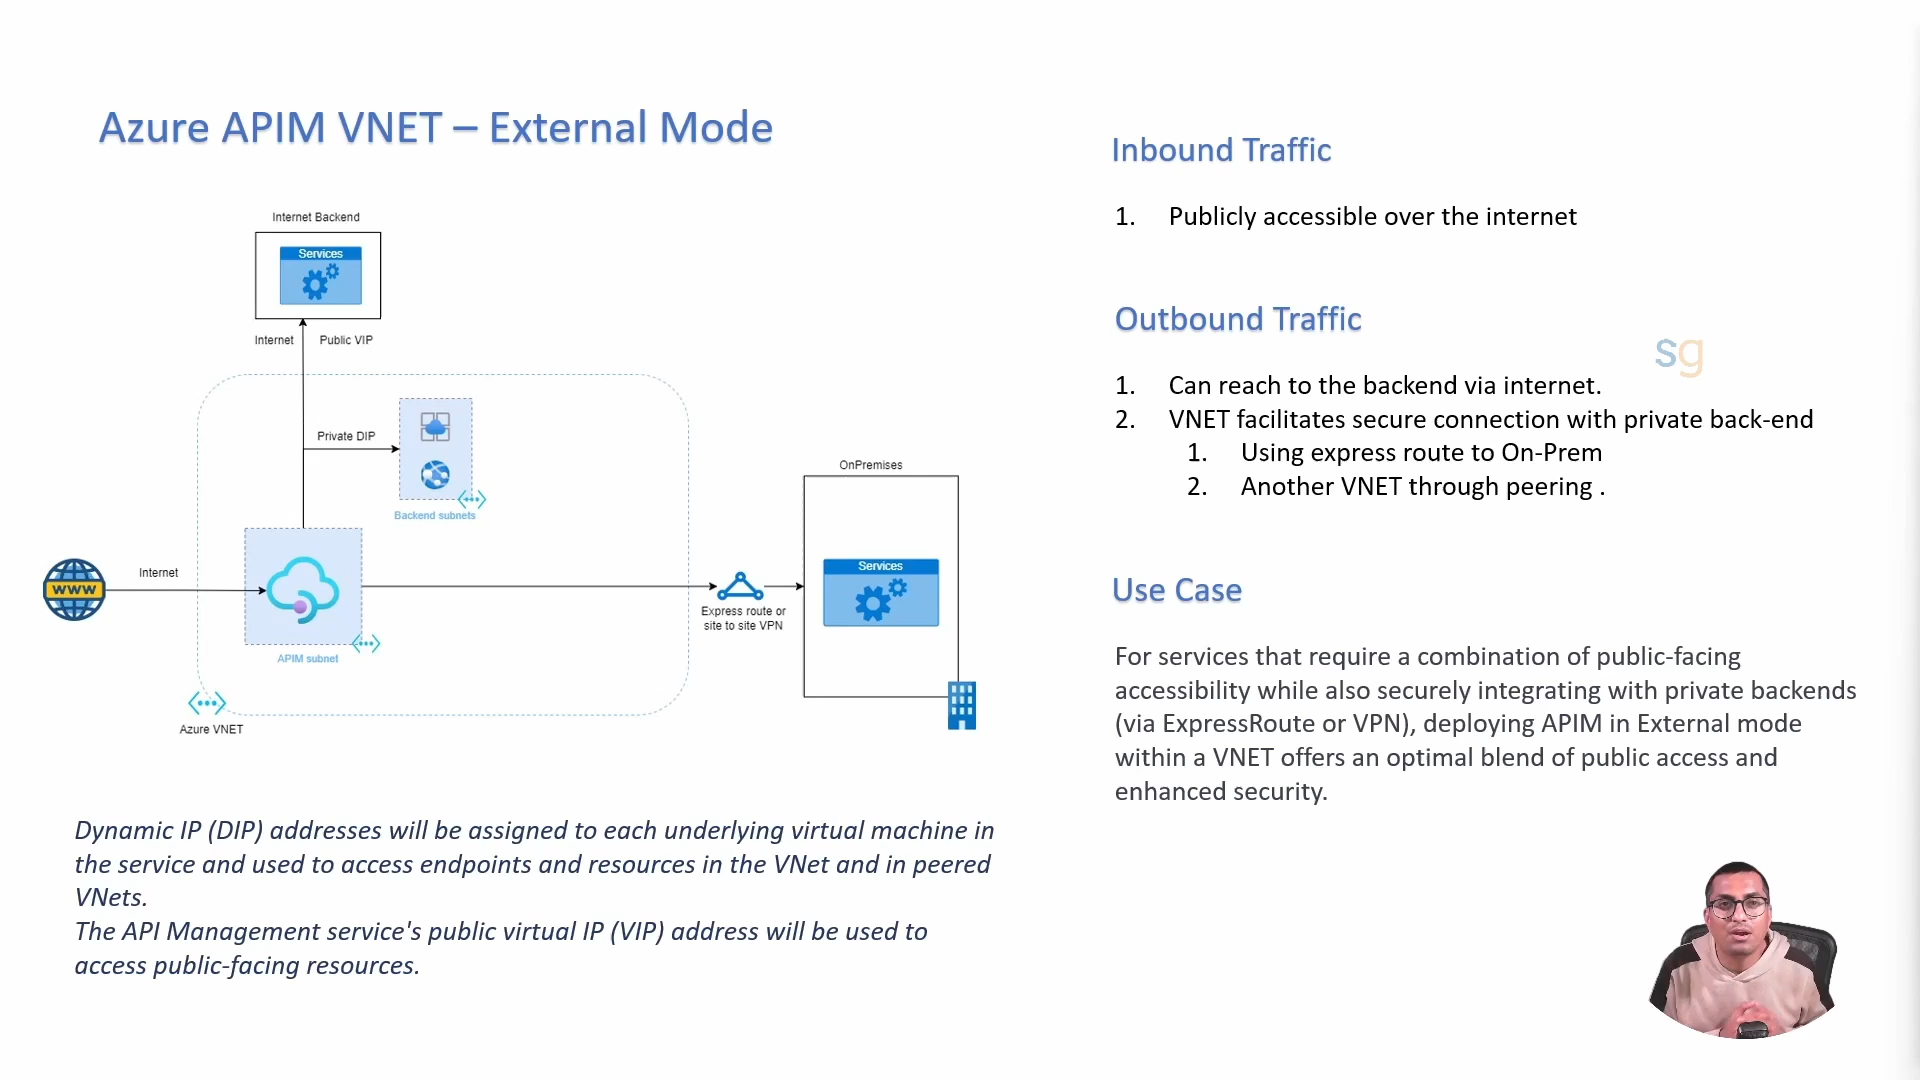 Azure APIM VNET – External Mode
Internet Backend
Services
Internet
Public VIP
Private DIP
Backend subnets
OnPremises
Services
WWW
Internet
Express route or
site to site VPN
APIM subnet
Azure VNET
Dynamic IP (DIP) addresses will be assigned to each underlying virtual machine in
the service and used to access endpoints and resources in the VNet and in peered
VNets.
The API Management service's public virtual IP (VIP) address will be used to
access public-facing resources.
Inbound Traffic
1. Publicly accessible over the internet
Outbound Traffic
sg
1. Can reach to the backend via internet.
2. VNET facilitates secure connection with private back-end
1. Using express route to On-Prem
2. Another VNET through peering .
Use Case
For services that require a combination of public-facing
accessibility while also securely integrating with private backends
(via ExpressRoute or VPN), deploying APIM in External mode
within a VNET offers an optimal blend of public access and
enhanced security.